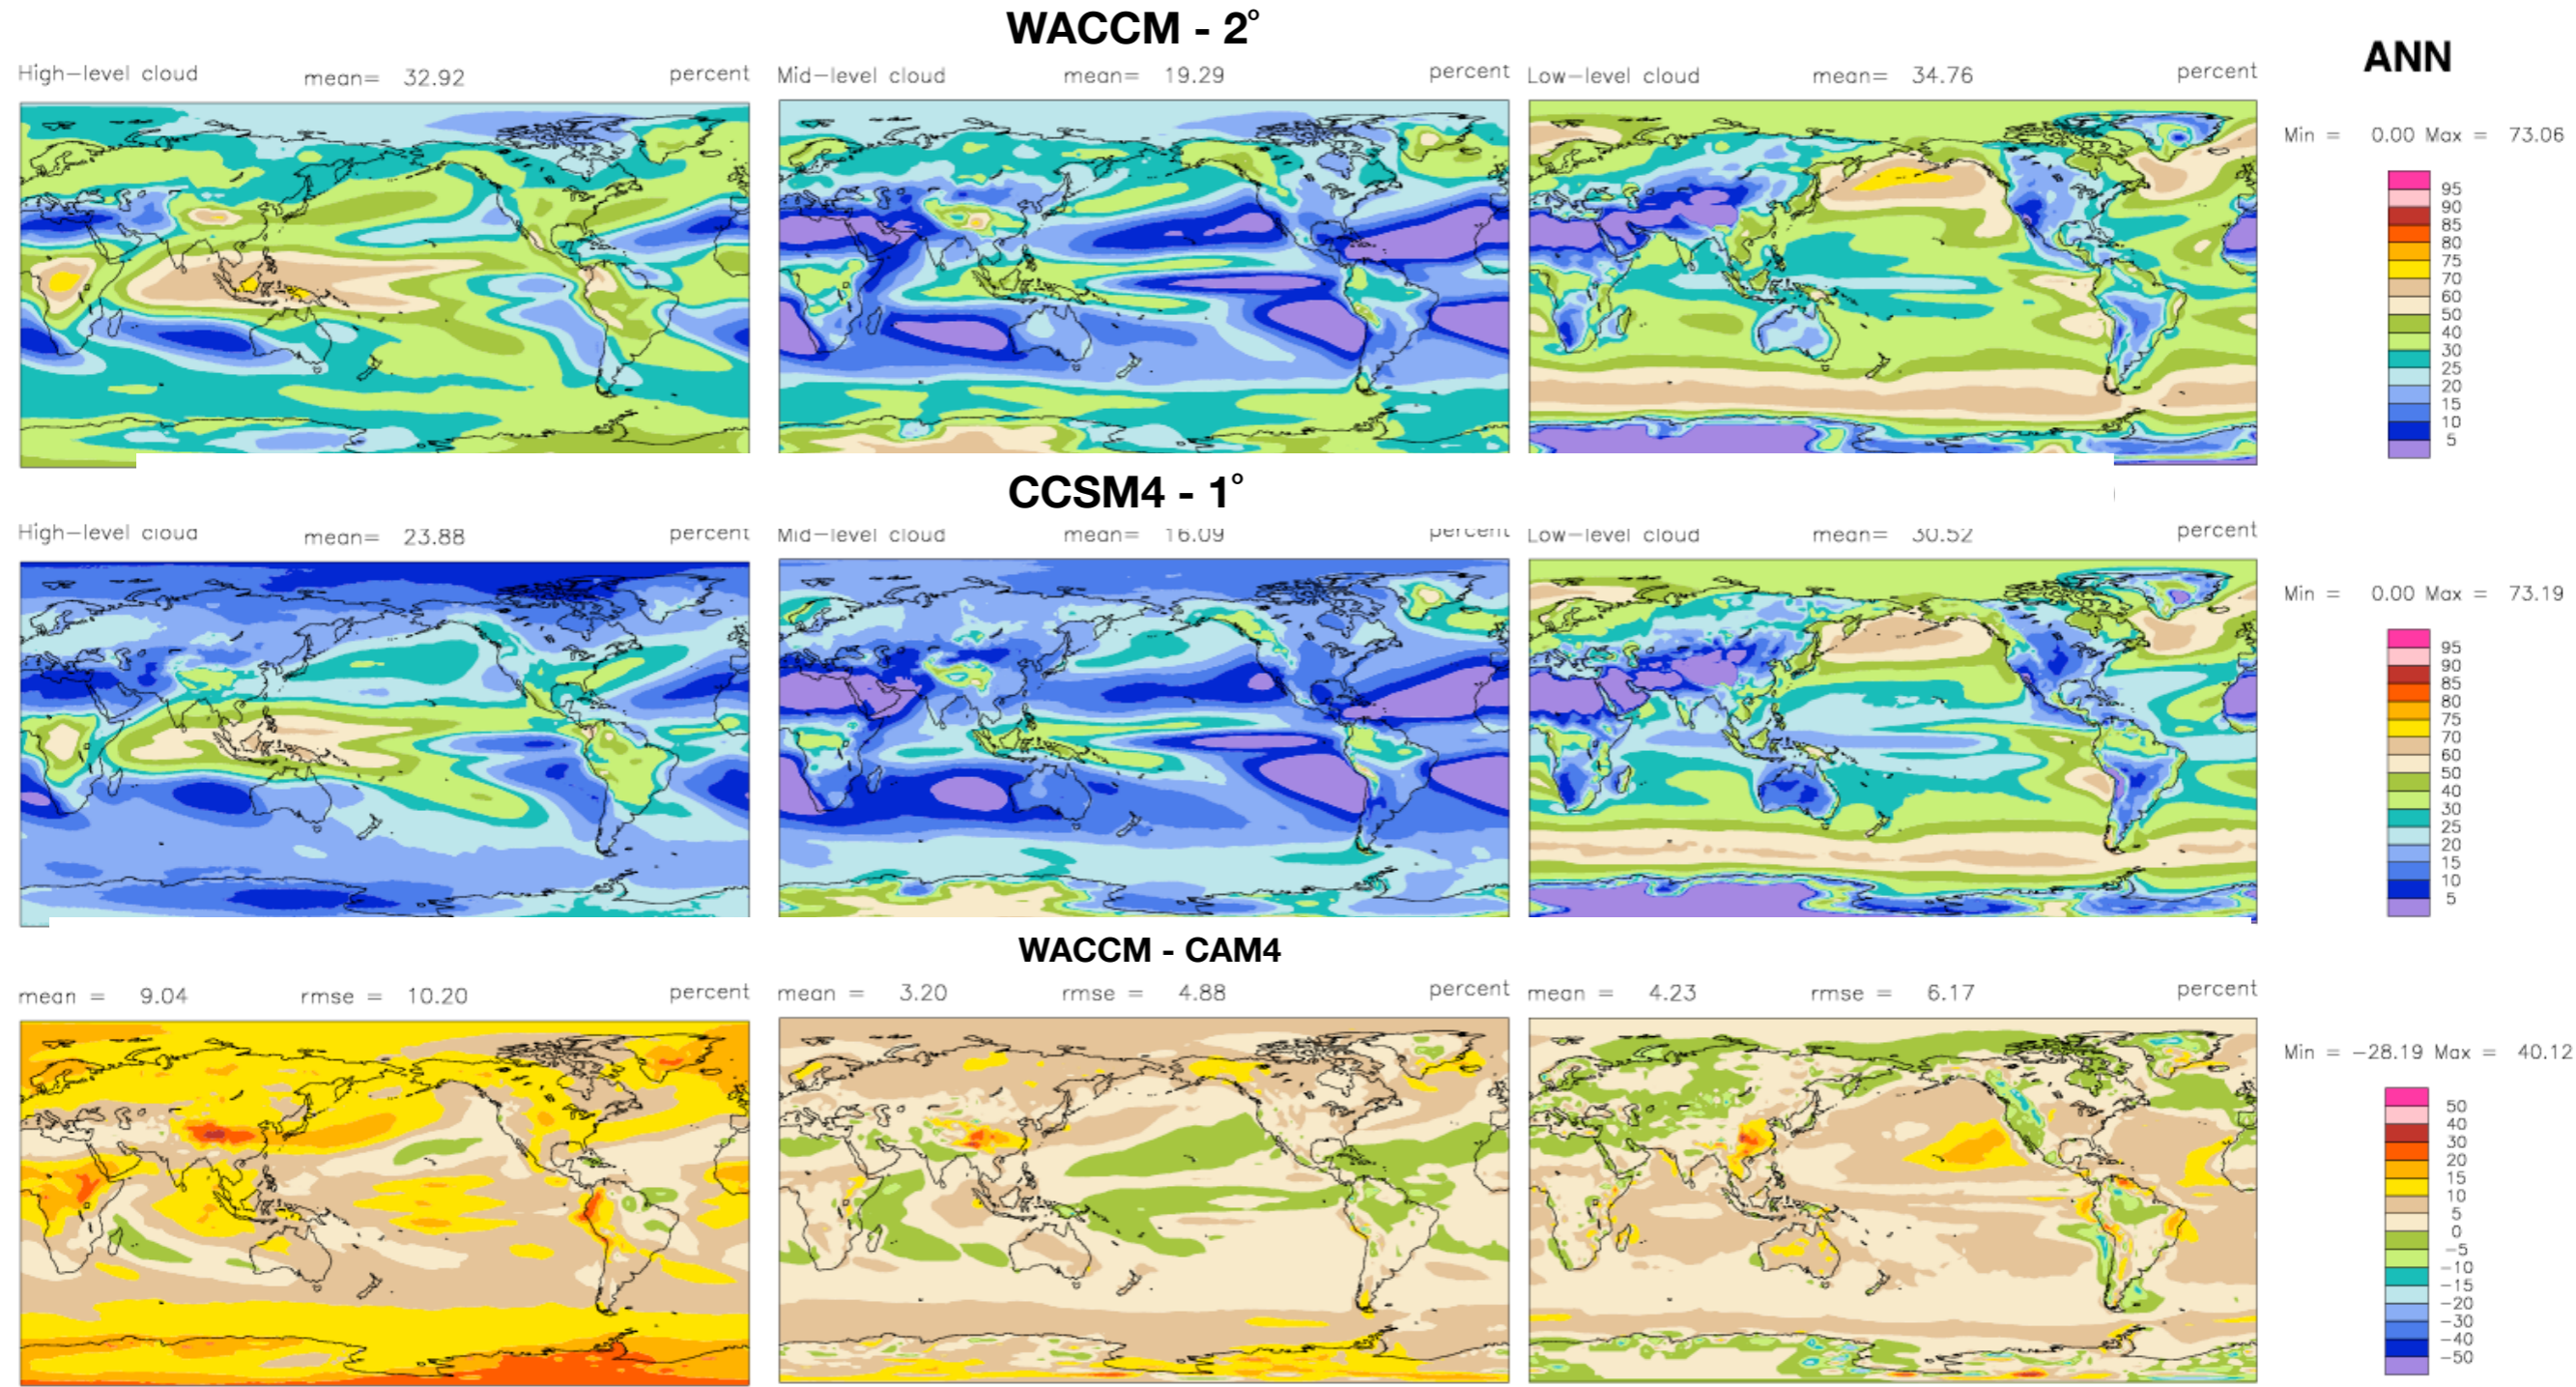 WACCM - 2°
ANN
High-level cloud mean= 32.92 percent
Mid-level cloud mean= 19.29 percent
Low-level cloud mean= 34.76 percent
Min = 0.00 Max = 73.06
95
90
85
80
75
70
60
50
40
30
25
20
15
10
5
CCSM4 - 1°
High-level cloud mean= 23.88 percent
Mid-level cloud mean= 16.09 percent
Low-level cloud mean= 30.52 percent
Min = 0.00 Max = 73.19
95
90
85
80
75
70
60
50
40
30
25
20
15
10
5
WACCM - CAM4
mean = 9.04 rmse = 10.20 percent
mean = 3.20 rmse = 4.88 percent
mean = 4.23 rmse = 6.17 percent
Min = -28.19 Max = 40.12
50
40
30
20
15
10
5
0
-5
-10
-15
-20
-30
-40
-50